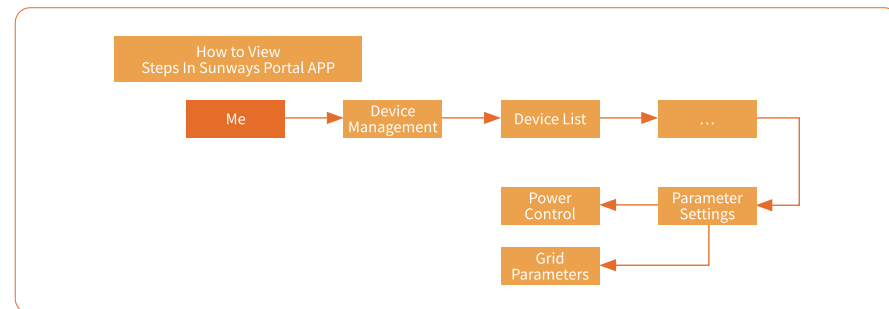 How to View
Steps In Sunways Portal APP
Me
Device
Management
Device List
...
Power
Control
Parameter
Settings
Grid
Parameters